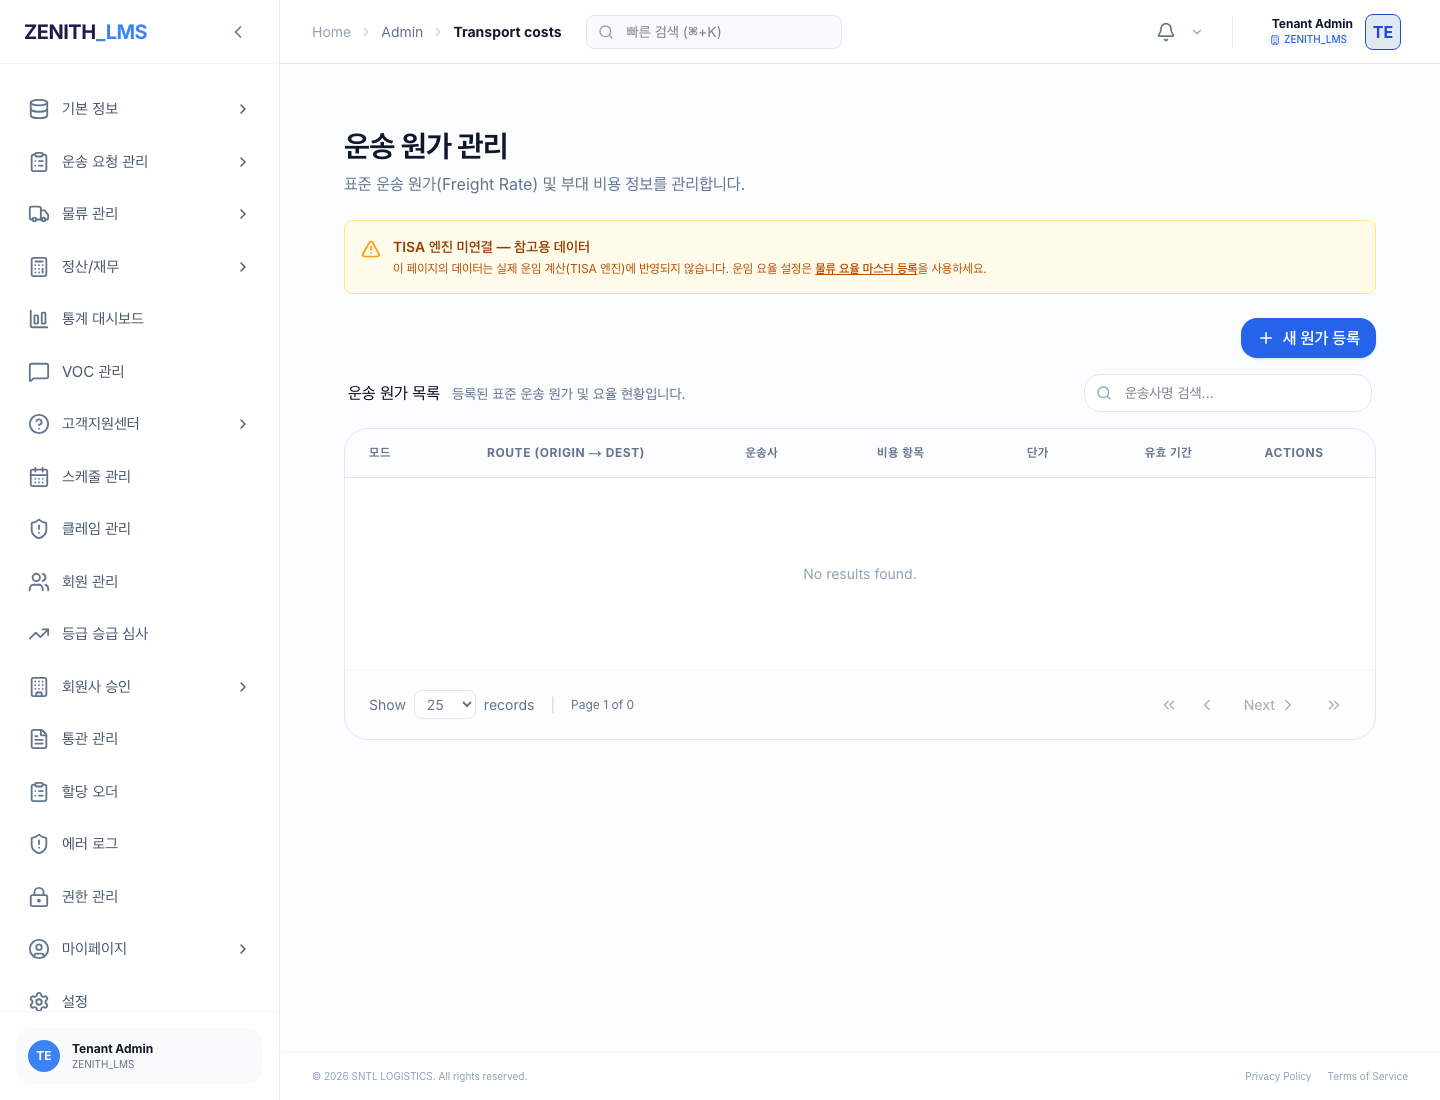 ZENITH_LMS
Home
Admin
Transport costs
빠른 검색 (⌘+K)
Tenant Admin
ZENITH_LMS
TE
기본 정보
운송 요청 관리
물류 관리
정산/재무
통계 대시보드
VOC 관리
고객지원센터
스케줄 관리
클레임 관리
회원 관리
등급 승급 심사
회원사 승인
통관 관리
할당 오더
에러 로그
권한 관리
마이페이지
설정
TE
Tenant Admin
ZENITH_LMS
운송 원가 관리
표준 운송 원가(Freight Rate) 및 부대 비용 정보를 관리합니다.
TISA 엔진 미연결 — 참고용 데이터
이 페이지의 데이터는 실제 운임 계산(TISA 엔진)에 반영되지 않습니다. 운임 요율 설정은 물류 요율 마스터 등록을 사용하세요.
새 원가 등록
운송 원가 목록
등록된 표준 운송 원가 및 요율 현황입니다.
운송사명 검색...
모드
ROUTE (ORIGIN → DEST)
운송사
비용 항목
단가
유효 기간
ACTIONS
No results found.
Show
25
records
Page 1 of 0
Next
© 2026 SNTL LOGISTICS. All rights reserved.
Privacy Policy
Terms of Service